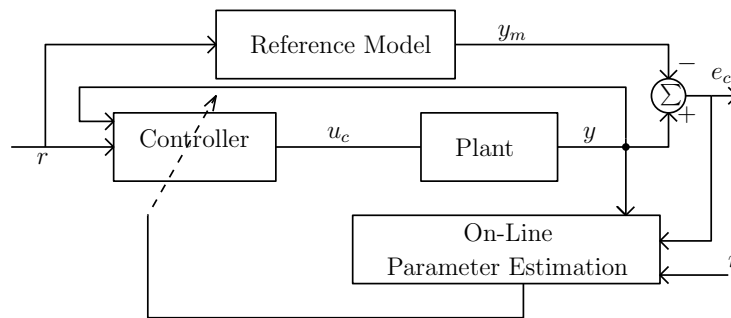 Reference Model
y_m
−
e_c
Σ
+
Controller
u_c
Plant
y
r
On-Line
Parameter Estimation